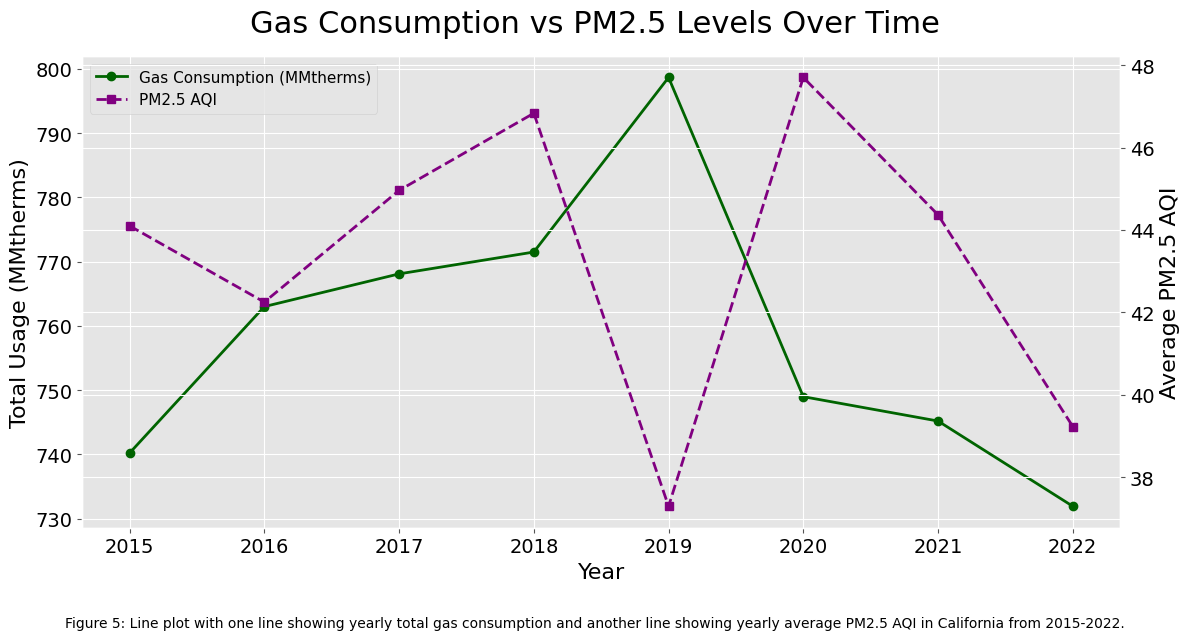 Gas Consumption vs PM2.5 Levels Over Time
Gas Consumption (MMtherms)
PM2.5 AQI
Total Usage (MMtherms)
800
790
780
770
760
750
740
730
Average PM2.5 AQI
48
46
44
42
40
38
2015 2016 2017 2018 2019 2020 2021 2022
Year
Figure 5: Line plot with one line showing yearly total gas consumption and another line showing yearly average PM2.5 AQI in California from 2015-2022.